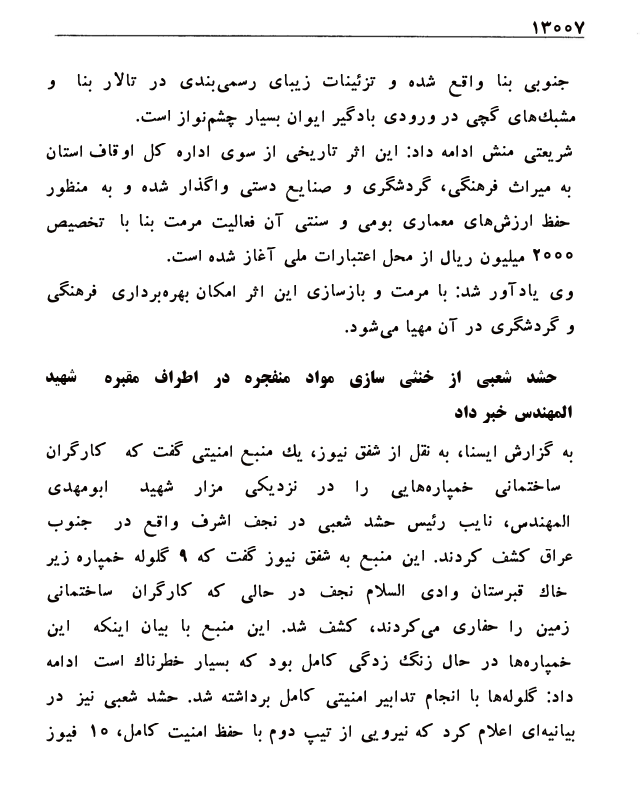 ۱۳۰۰۷
جنوبی بنا واقع شده و تزئینات زیبای رسمی‌بندی در تالار بنا و
مشبك‌های گچی در ورودی بادگیر ایوان بسیار چشم‌نواز است.
شریعتی منش ادامه داد: این اثر تاریخی از سوی اداره کل اوقاف استان
به میراث فرهنگی، گردشگری و صنایع دستی واگذار شده و به منظور
حفظ ارزش‌های معماری بومی و سنتی آن فعالیت مرمت بنا با تخصیص
۲۰۰۰ میلیون ریال از محل اعتبارات ملی آغاز شده است.
وی یادآور شد: با مرمت و بازسازی این اثر امکان بهره‌برداری فرهنگی
و گردشگری در آن مهیا می‌شود.
حشد شعبی از خنثی سازی مواد منفجره در اطراف مقبره شهید
المهندس خبر داد
به گزارش ایسنا، به نقل از شفق نیوز، یك منبع امنیتی گفت که کارگران
ساختمانی خمپاره‌هایی را در نزدیکی مزار شهید ابومهدی
المهندس، نایب رئیس حشد شعبی در نجف اشرف واقع در جنوب
عراق کشف کردند. این منبع به شفق نیوز گفت که ۹ گلوله خمپاره زیر
خاك قبرستان وادی السلام نجف در حالی که کارگران ساختمانی
زمین را حفاری می‌کردند، کشف شد. این منبع با بیان اینکه این
خمپاره‌ها در حال زنگ زدگی کامل بود که بسیار خطرناك است ادامه
داد: گلوله‌ها با انجام تدابیر امنیتی کامل برداشته شد. حشد شعبی نیز در
بیانیه‌ای اعلام کرد که نیرویی از تیپ دوم با حفظ امنیت کامل، ۱۰ فیوز